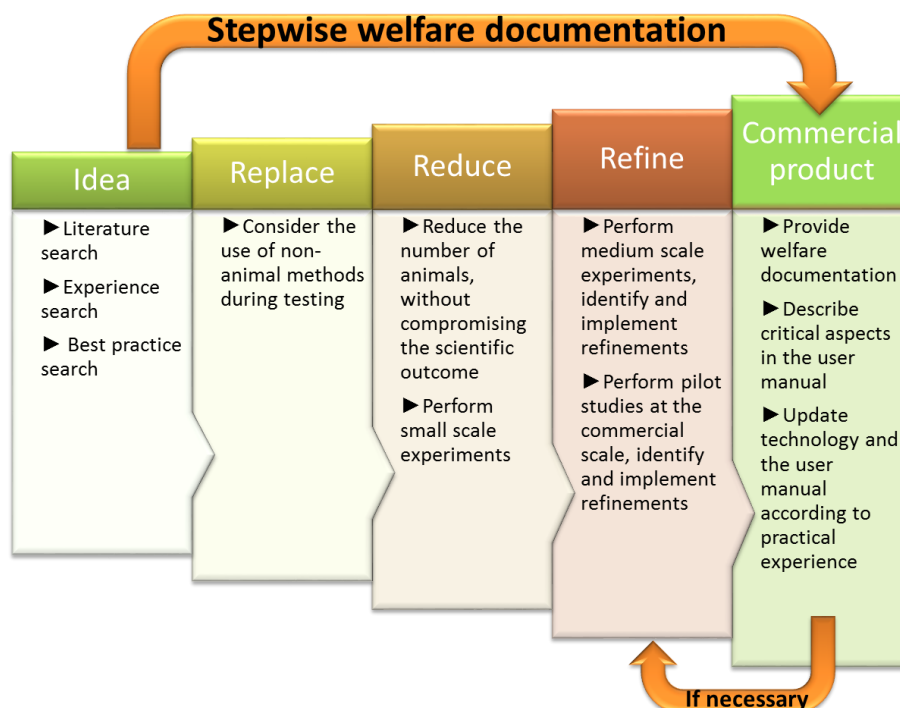 Stepwise welfare documentation
Idea
►Literature
search
►Experience
search
► Best practice
search
Replace
►Consider the
use of non-
animal methods
during testing
Reduce
►Reduce the
number of
animals,
without
compromising
the scientific
outcome
►Perform
small scale
experiments
Refine
►Perform
medium scale
experiments,
identify and
implement
refinements
►Perform pilot
studies at the
commercial
scale, identify
and implement
refinements
Commercial
product
►Provide
welfare
documentation
►Describe
critical aspects
in the user
manual
►Update
technology and
the user
manual
according to
practical
experience
If necessary